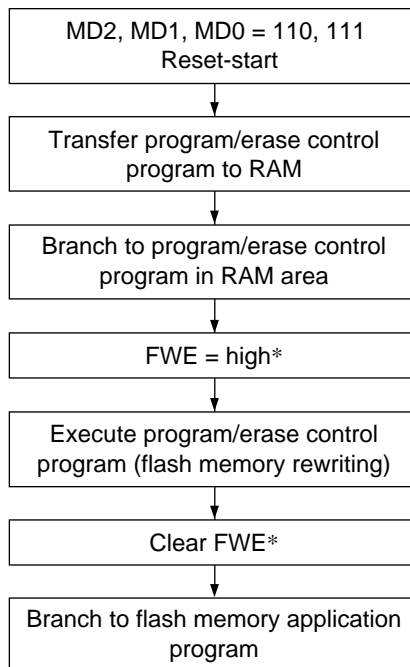 MD2, MD1, MD0 = 110, 111
Reset-start
Transfer program/erase control
program to RAM
Branch to program/erase control
program in RAM area
FWE = high*
Execute program/erase control
program (flash memory rewriting)
Clear FWE*
Branch to flash memory application
program